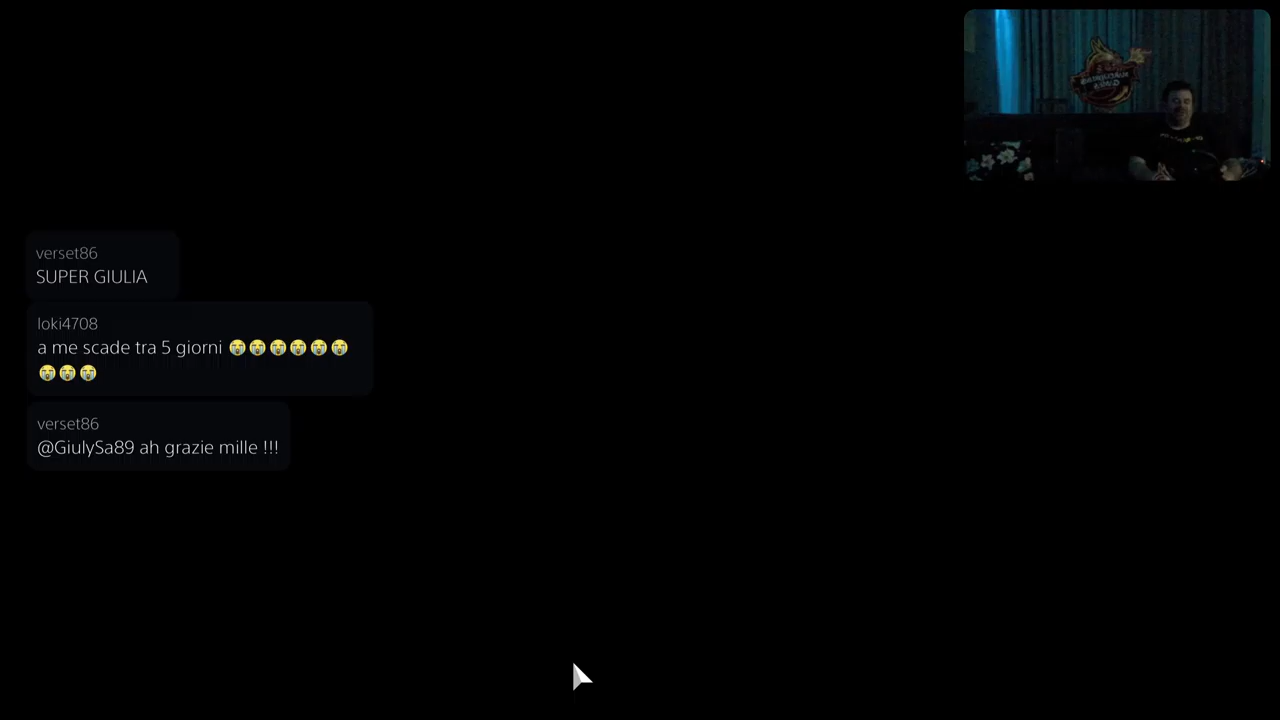 verset86
SUPER GIULIA
loki4708
a me scade tra 5 giorni 😭😭😭😭😭😭
😭😭😭
verset86
@GiulySa89 ah grazie mille !!!